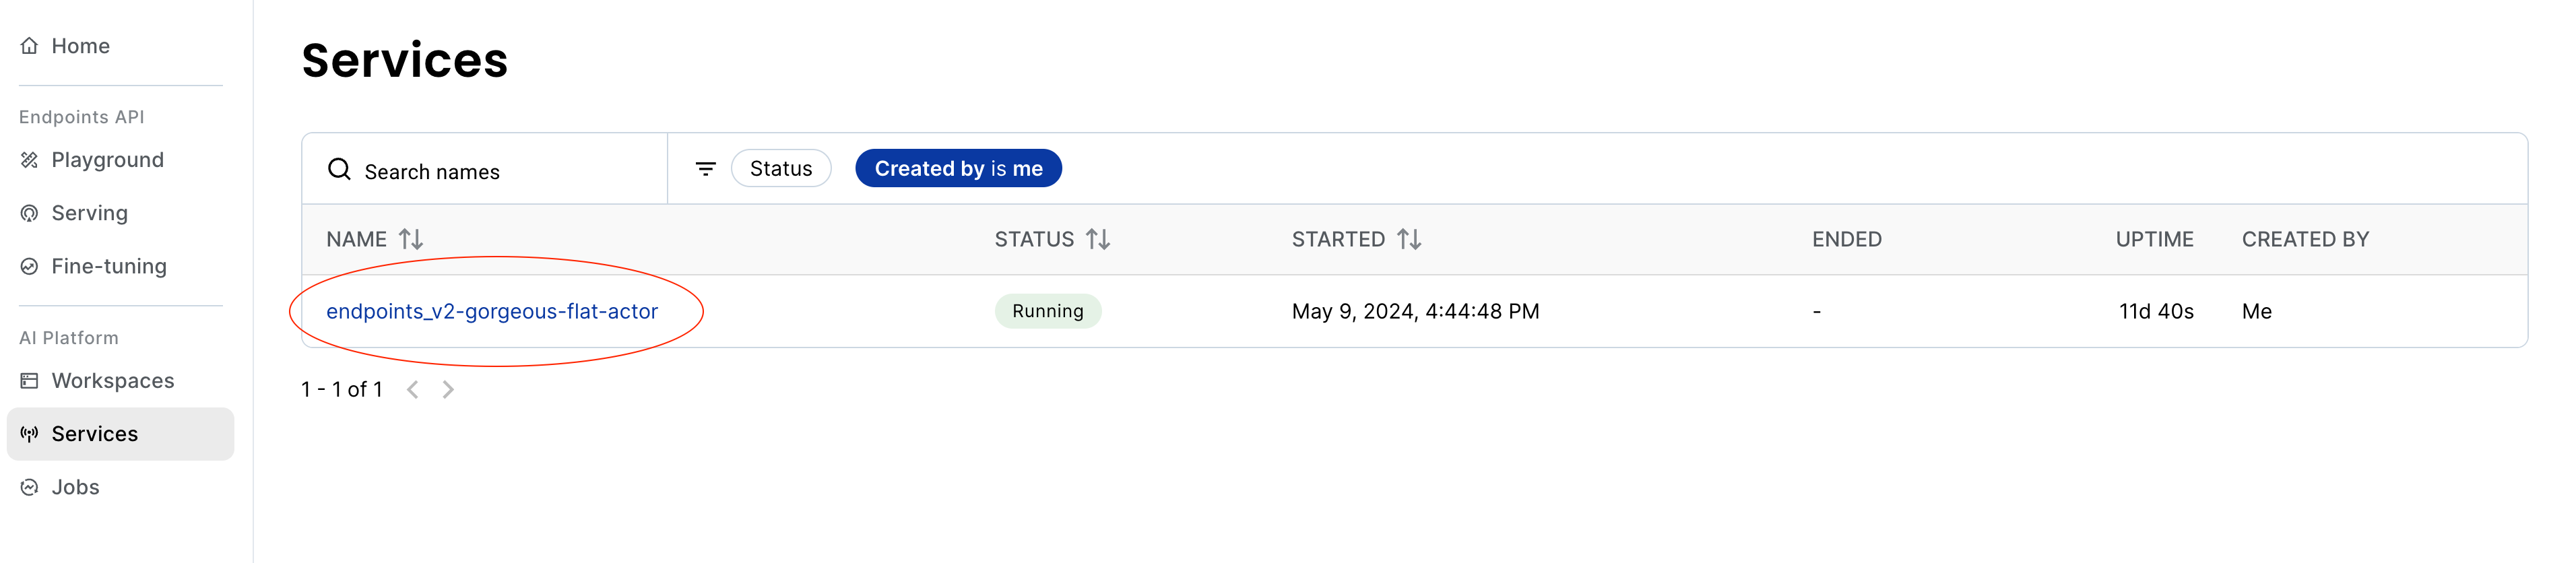 Home
Endpoints API
Playground
Serving
Fine-tuning
AI Platform
Workspaces
Services
Jobs
Services
Search names
Status
Created by is me
NAME STATUS STARTED ENDED UPTIME CREATED BY
endpoints_v2-gorgeous-flat-actor Running May 9, 2024, 4:44:48 PM - 11d 40s Me
1 - 1 of 1